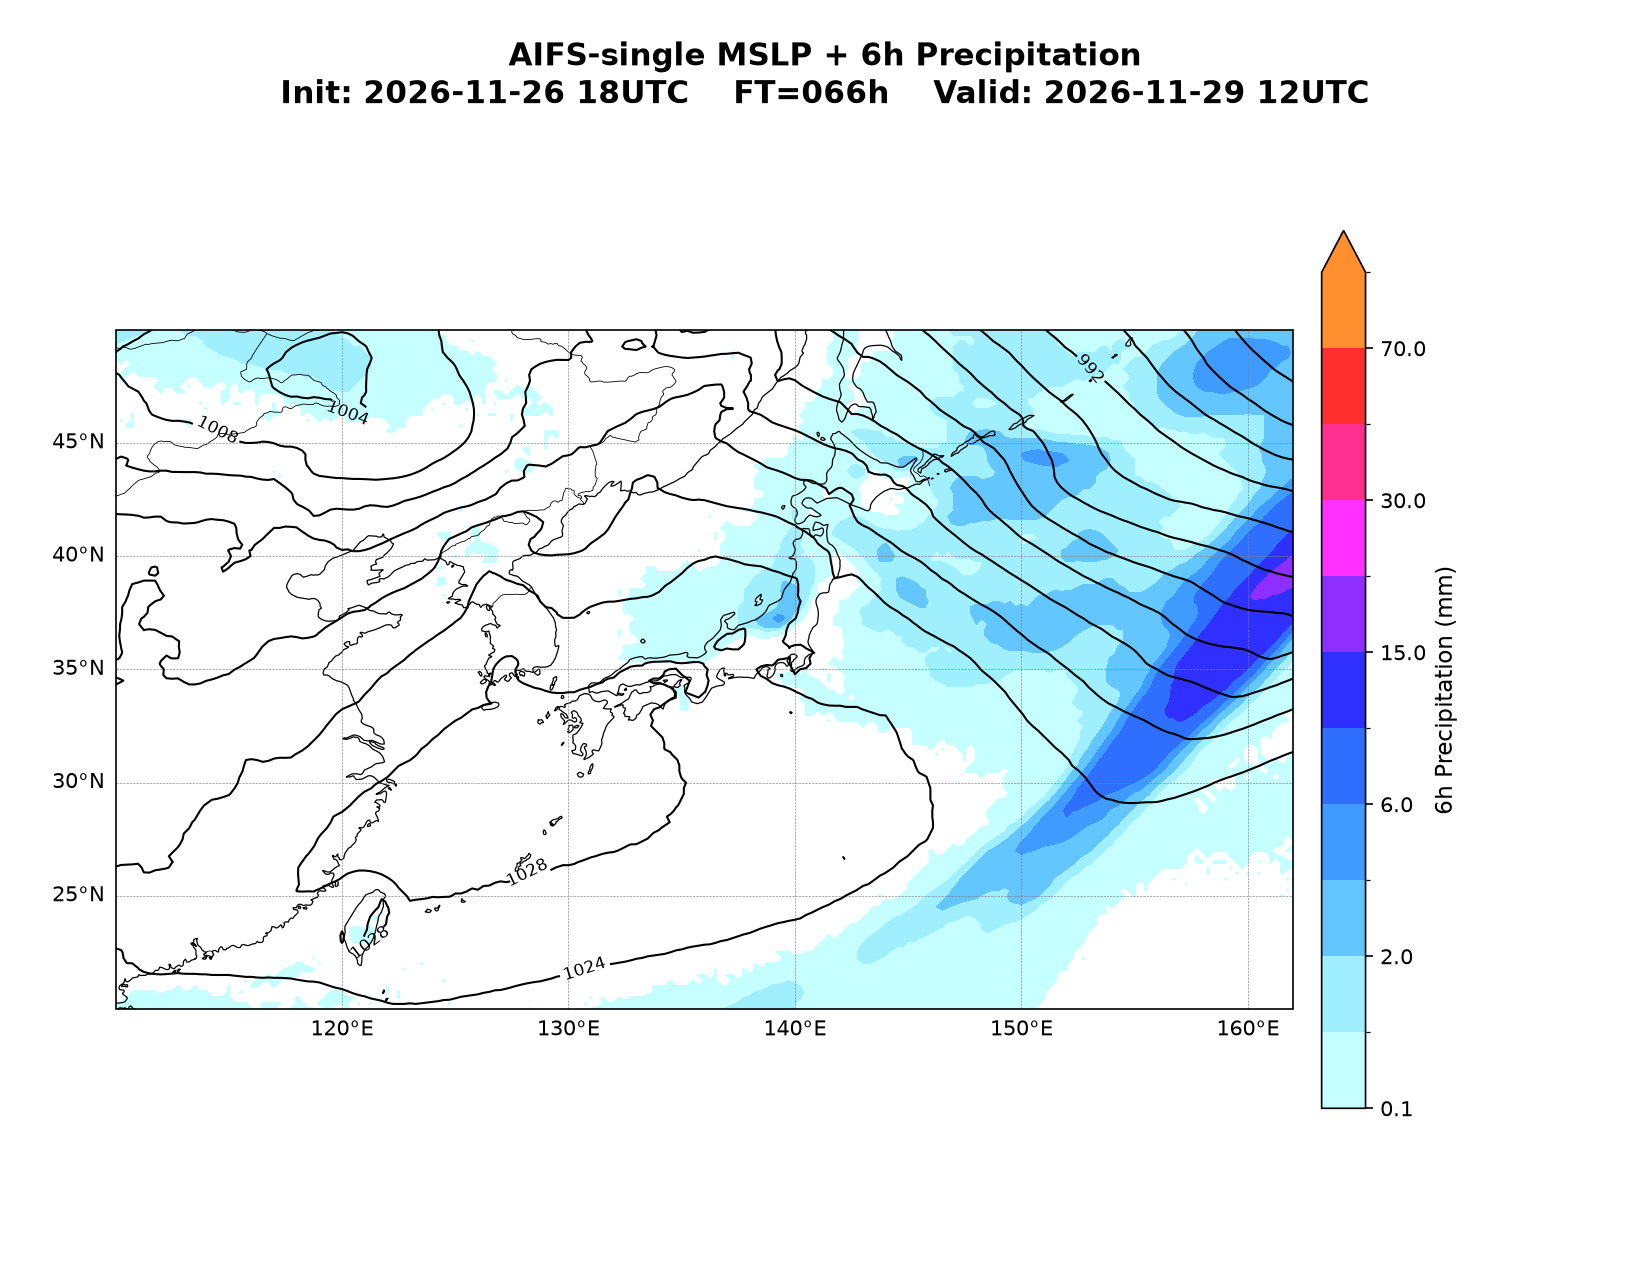 AIFS-single MSLP + 6h Precipitation
Init: 2026-11-26 18UTC    FT=066h    Valid: 2026-11-29 12UTC
70.0
992
1004
1008
45°N
30.0
40°N
15.0
6h Precipitation (mm)
35°N
30°N
6.0
1028
25°N
1028
2.0
1024
120°E
130°E
140°E
150°E
160°E
0.1